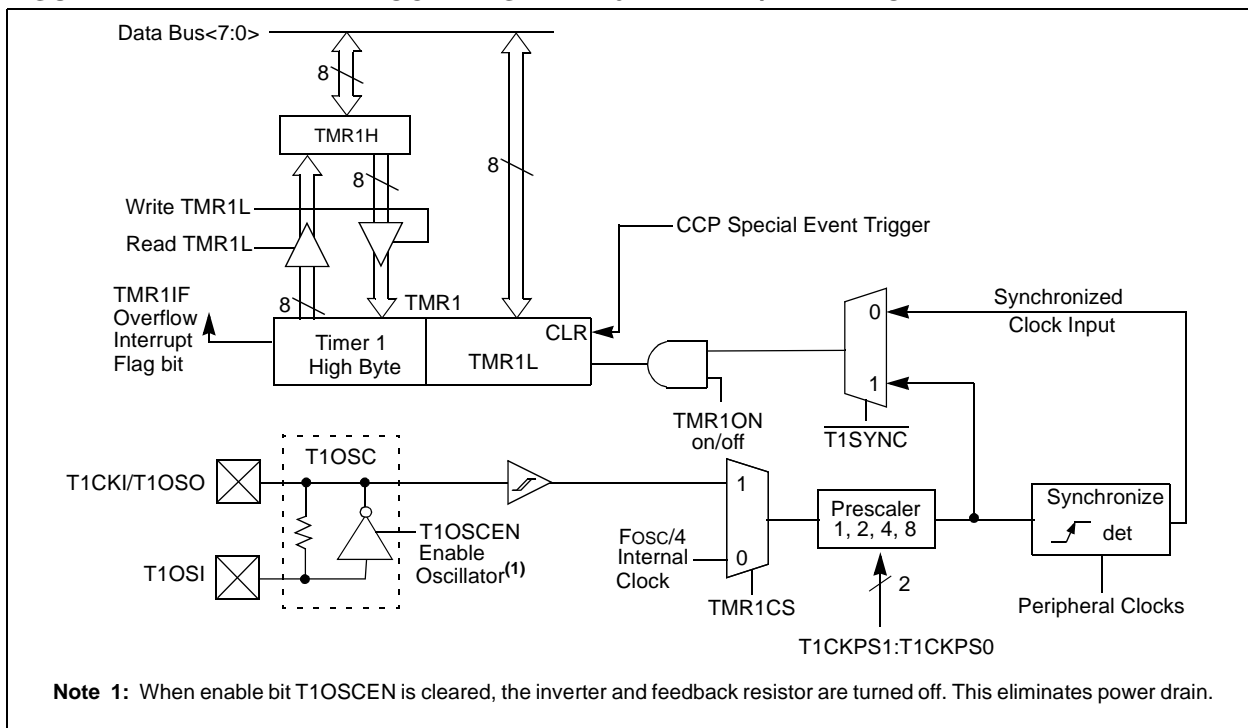 Data Bus<7:0>
8
TMR1H
8
8
Write TMR1L
CCP Special Event Trigger
Read TMR1L
TMR1IF
Overflow
Interrupt
Flag bit
8
TMR1
Timer 1
High Byte
TMR1L
CLR
0
1
Synchronized
Clock Input
TMR1ON
on/off
T1SYNC
T1OSC
T1CKI/T1OSO
T1OSCEN
Enable
Oscillator(1)
T1OSI
1
0
FOSC/4
Internal
Clock
TMR1CS
Prescaler
1, 2, 4, 8
2
T1CKPS1:T1CKPS0
Synchronize
det
Peripheral Clocks
Note 1: When enable bit T1OSCEN is cleared, the inverter and feedback resistor are turned off. This eliminates power drain.